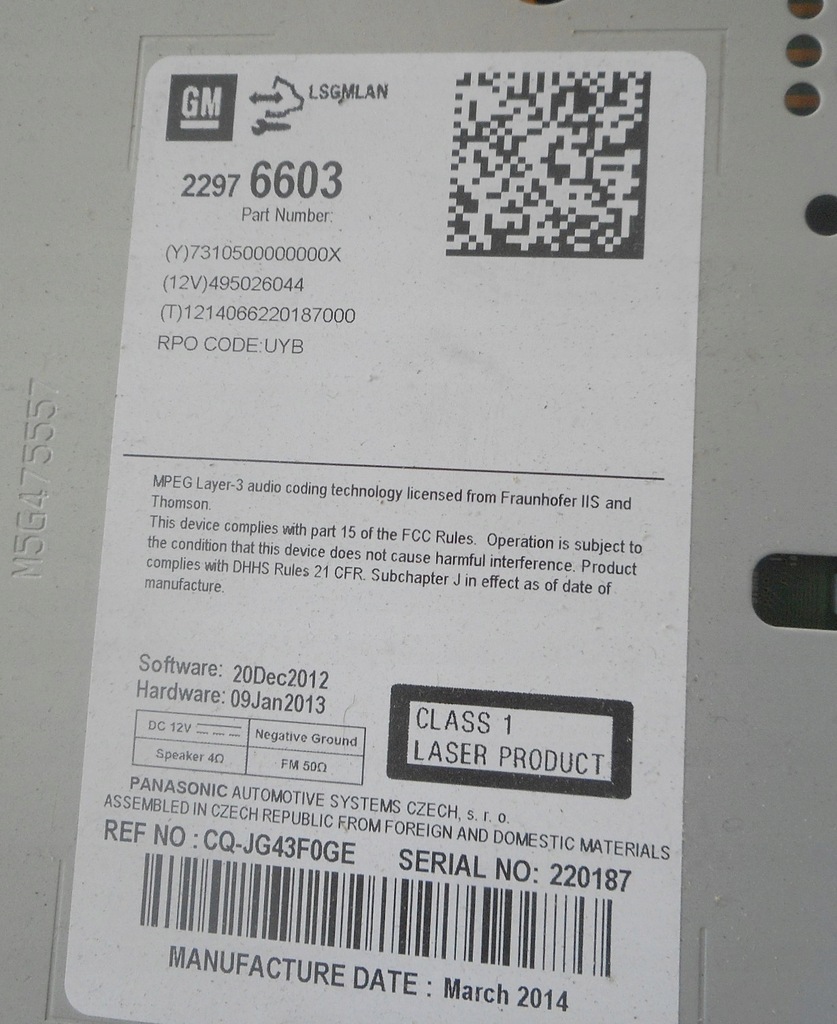 GM
LSGMLAN
2297 6603
Part Number:
(Y)7310500000000X
(12V)495026044
(T)1214066220187000
RPO CODE:UYB
MPEG Layer-3 audio coding technology licensed from Fraunhofer IIS and
Thomson.
This device complies with part 15 of the FCC Rules. Operation is subject to
the condition that this device does not cause harmful interference. Product
complies with DHHS Rules 21 CFR. Subchapter J in effect as of date of
manufacture.
Software: 20Dec2012
Hardware: 09Jan2013
DC 12V
Negative Ground
Speaker 4Ω
FM 50Ω
CLASS 1
LASER PRODUCT
PANASONIC AUTOMOTIVE SYSTEMS CZECH, s. r. o.
ASSEMBLED IN CZECH REPUBLIC FROM FOREIGN AND DOMESTIC MATERIALS
REF NO : CQ-JG43F0GE SERIAL NO: 220187
MANUFACTURE DATE : March 2014
M5G475557